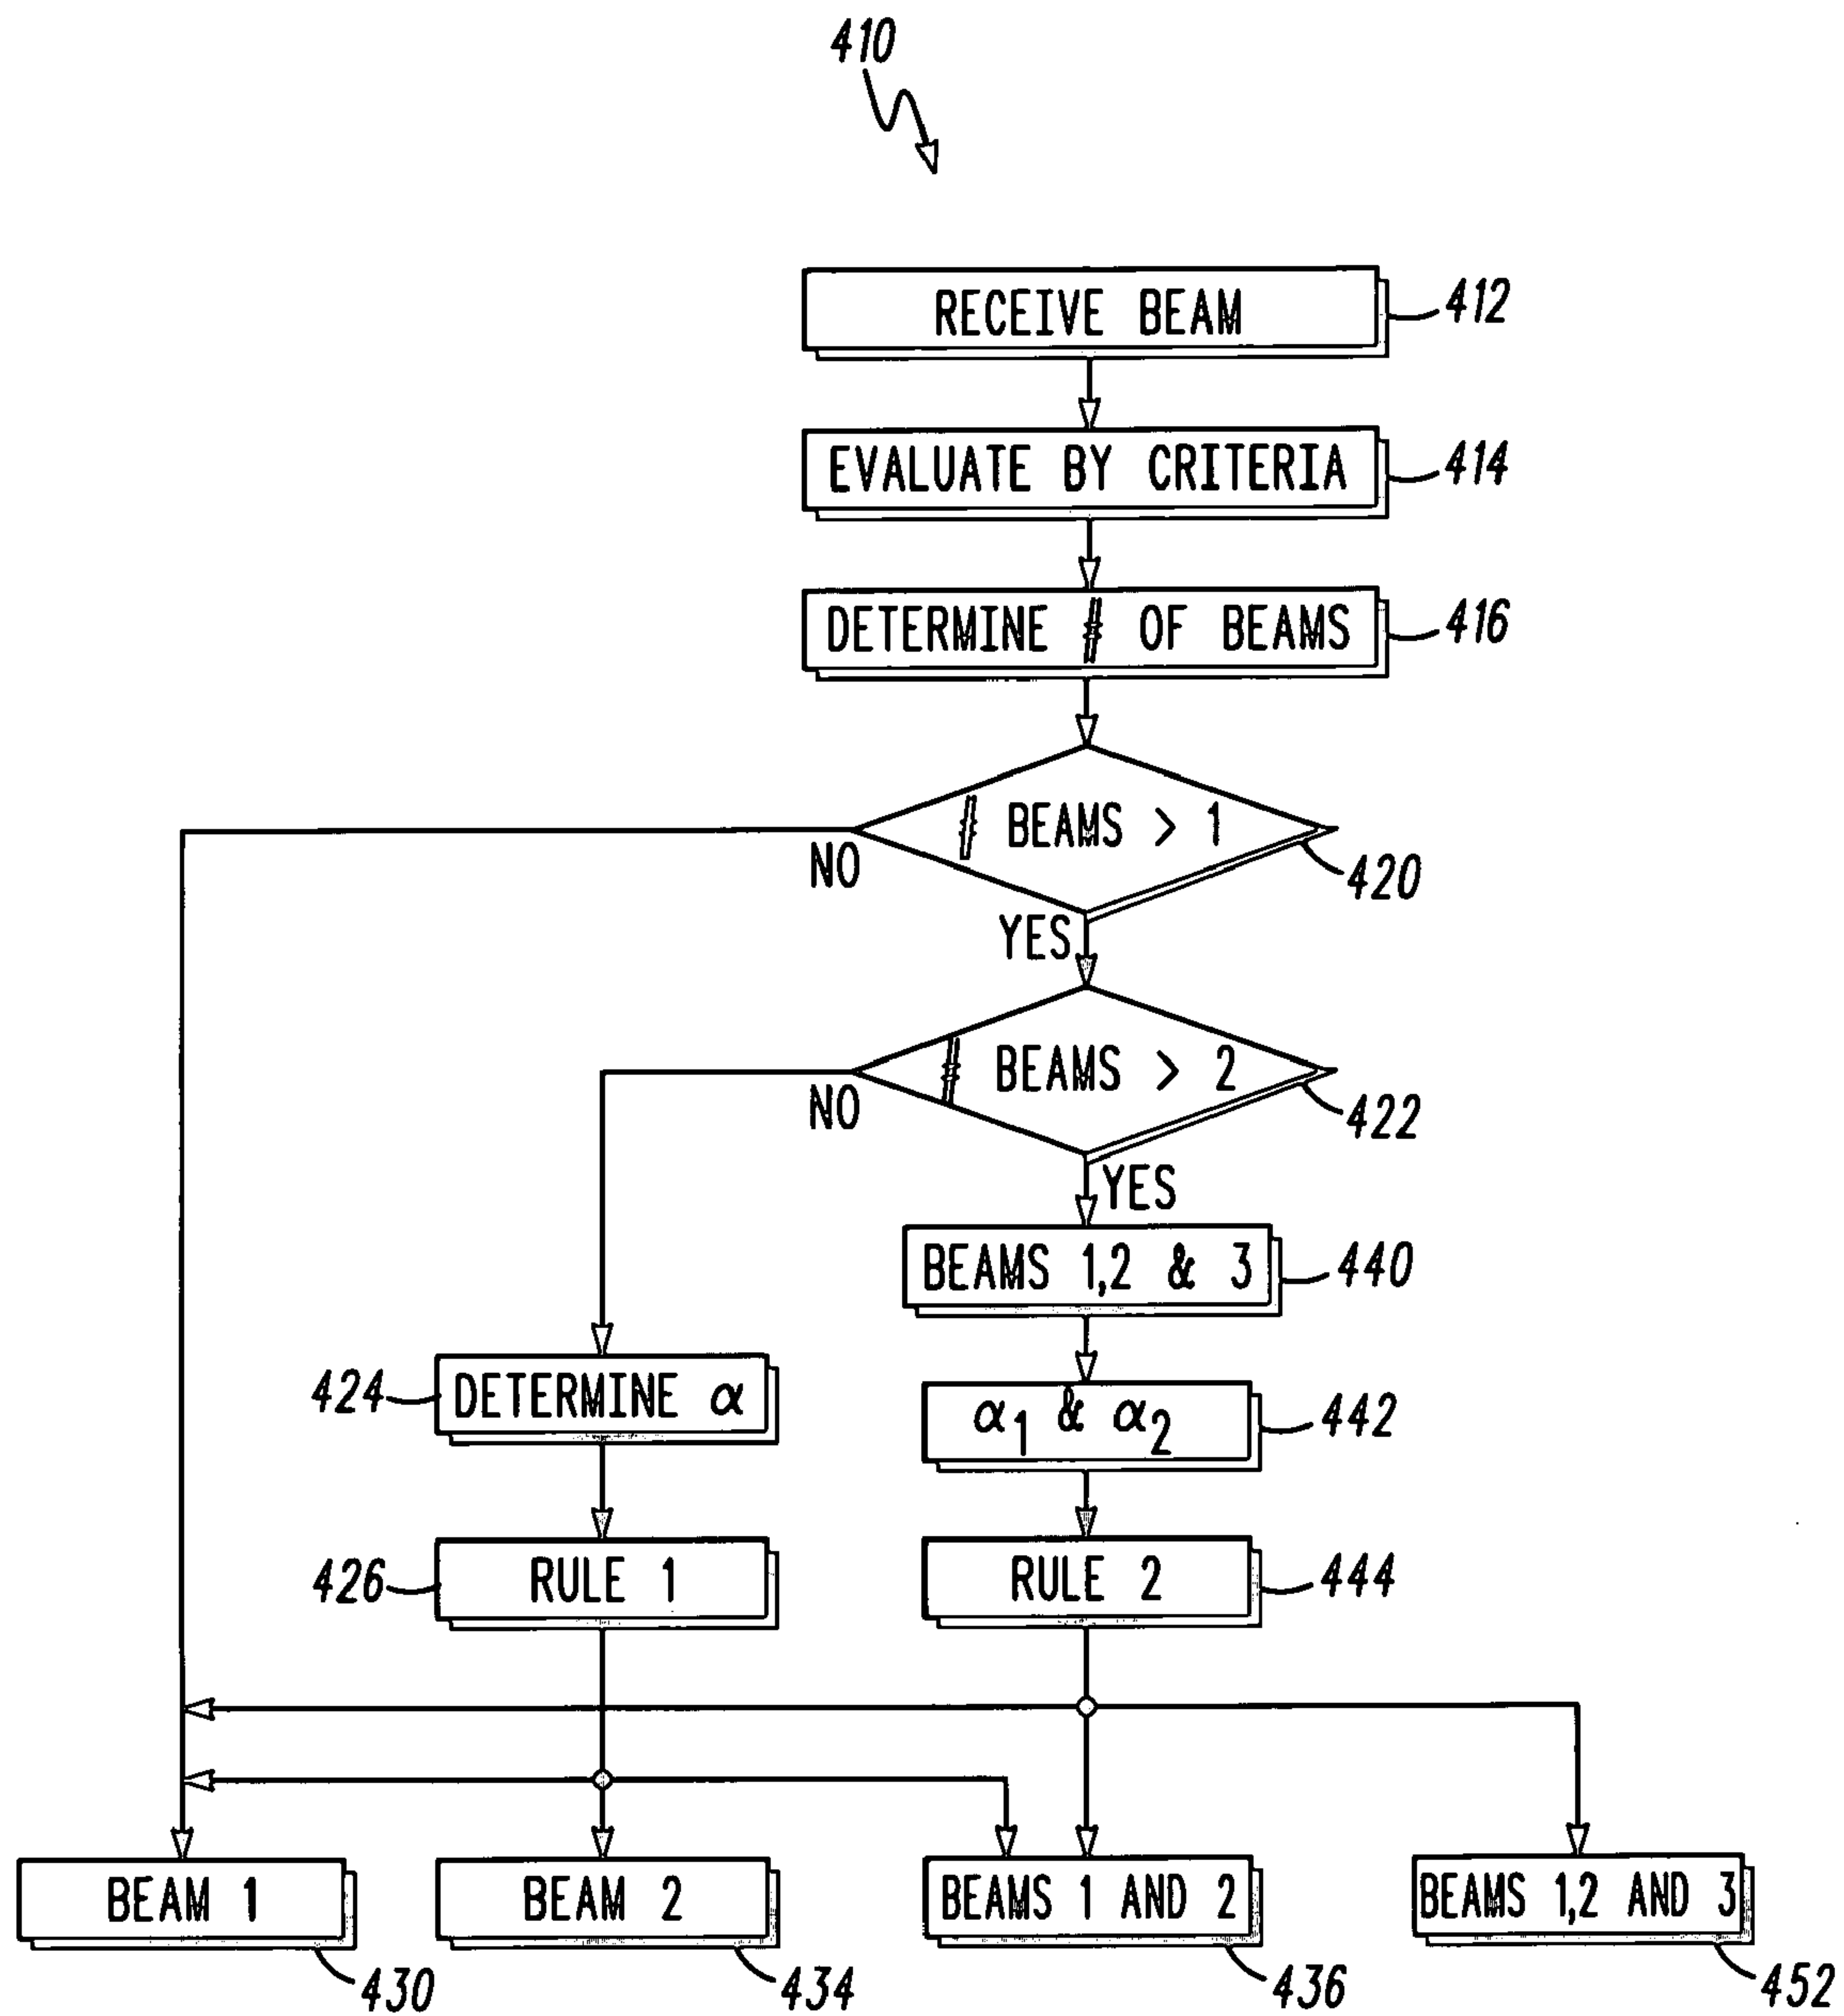 410
RECEIVE BEAM
412
EVALUATE BY CRITERIA
414
DETERMINE # OF BEAMS
416
# BEAMS > 1
420
NO
YES
# BEAMS > 2
422
NO
YES
BEAMS 1,2 & 3
440
424
DETERMINE α
α1 & α2
442
426
RULE 1
RULE 2
444
BEAM 1
BEAM 2
BEAMS 1 AND 2
BEAMS 1,2 AND 3
430
434
436
452